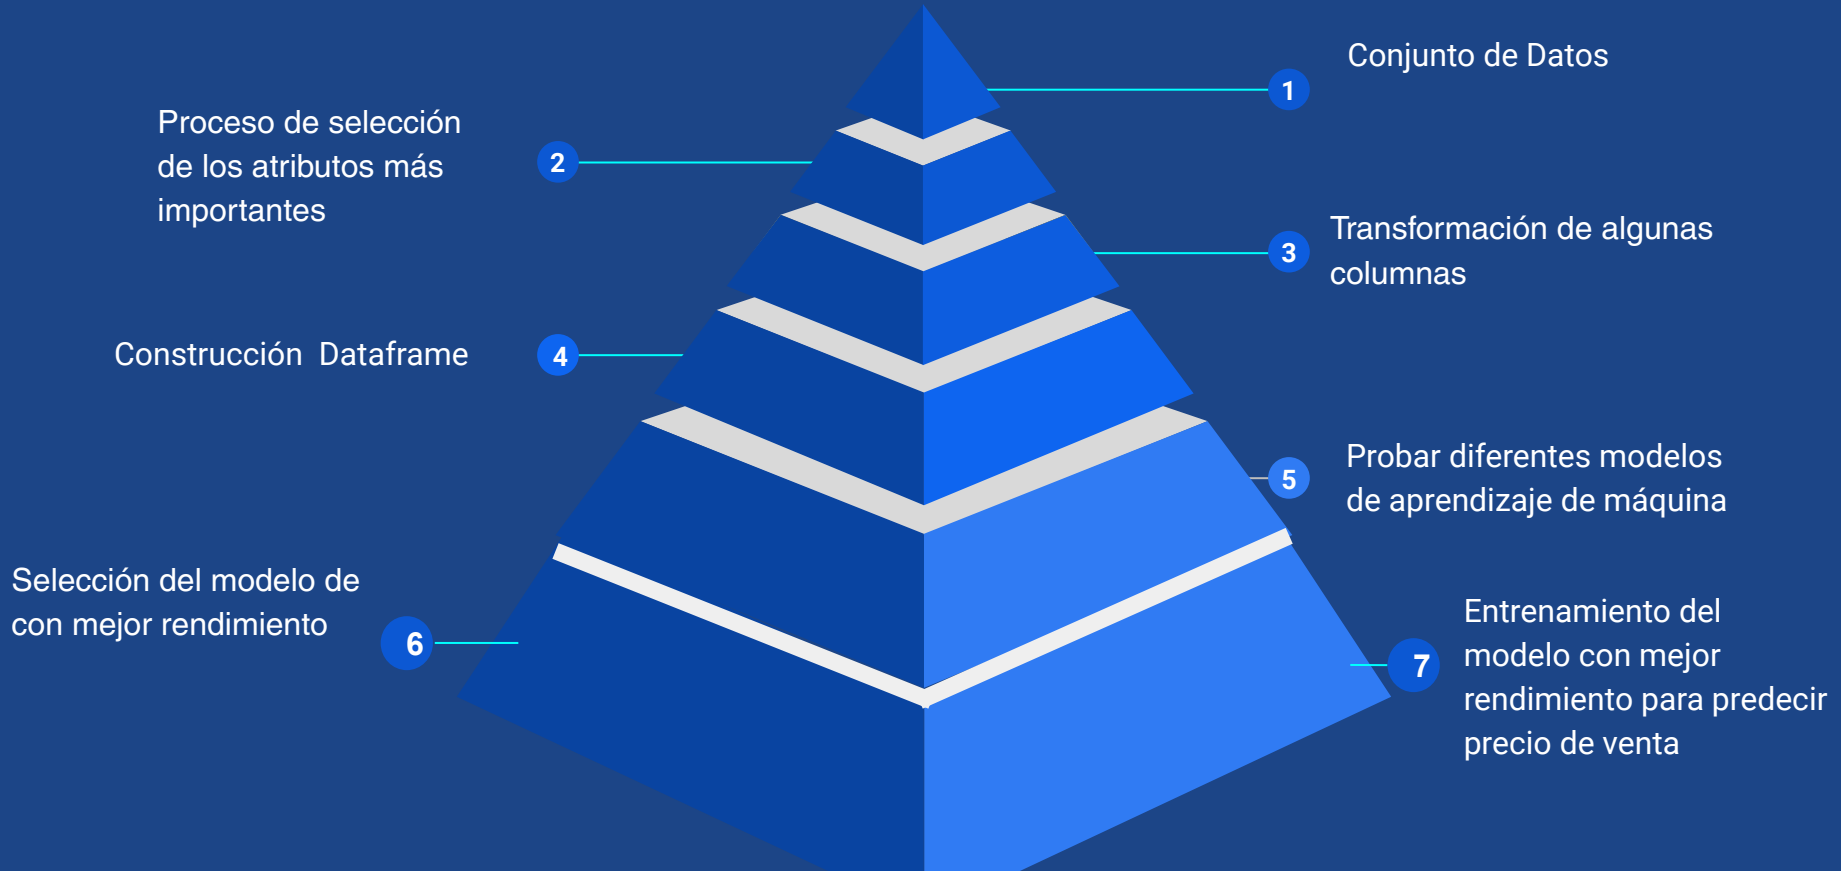 1
Conjunto de Datos
2
Proceso de selección
de los atributos más
importantes
3
Transformación de algunas
columnas
4
Construcción  Dataframe
5
Probar diferentes modelos
de aprendizaje de máquina
6
Selección del modelo de
con mejor rendimiento
7
Entrenamiento del
modelo con mejor
rendimiento para predecir
precio de venta